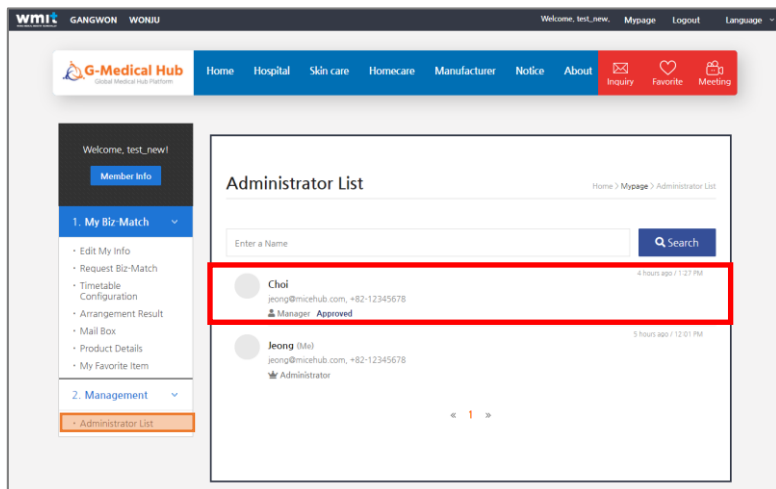 wmit GANGWON WONJU Welcome, test_new, Mypage Logout Language
G-Medical Hub
Global Medical Hub Platform
Home Hospital Skin care Homecare Manufacturer Notice About Inquiry Favorite Meeting
Welcome, test_new!
Member Info
1. My Biz-Match
· Edit My Info
· Request Biz-Match
· Timetable
Configuration
· Arrangement Result
· Mail Box
· Product Details
· My Favorite Item
2. Management
· Administrator List
Administrator List
Home > Mypage > Administrator List
Enter a Name
Search
4 hours ago / 1:27 PM
Choi
jeong@micehub.com, +82-12345678
Manager Approved
5 hours ago / 12:01 PM
Jeong (Me)
jeong@micehub.com, +82-12345678
Administrator
« 1 »